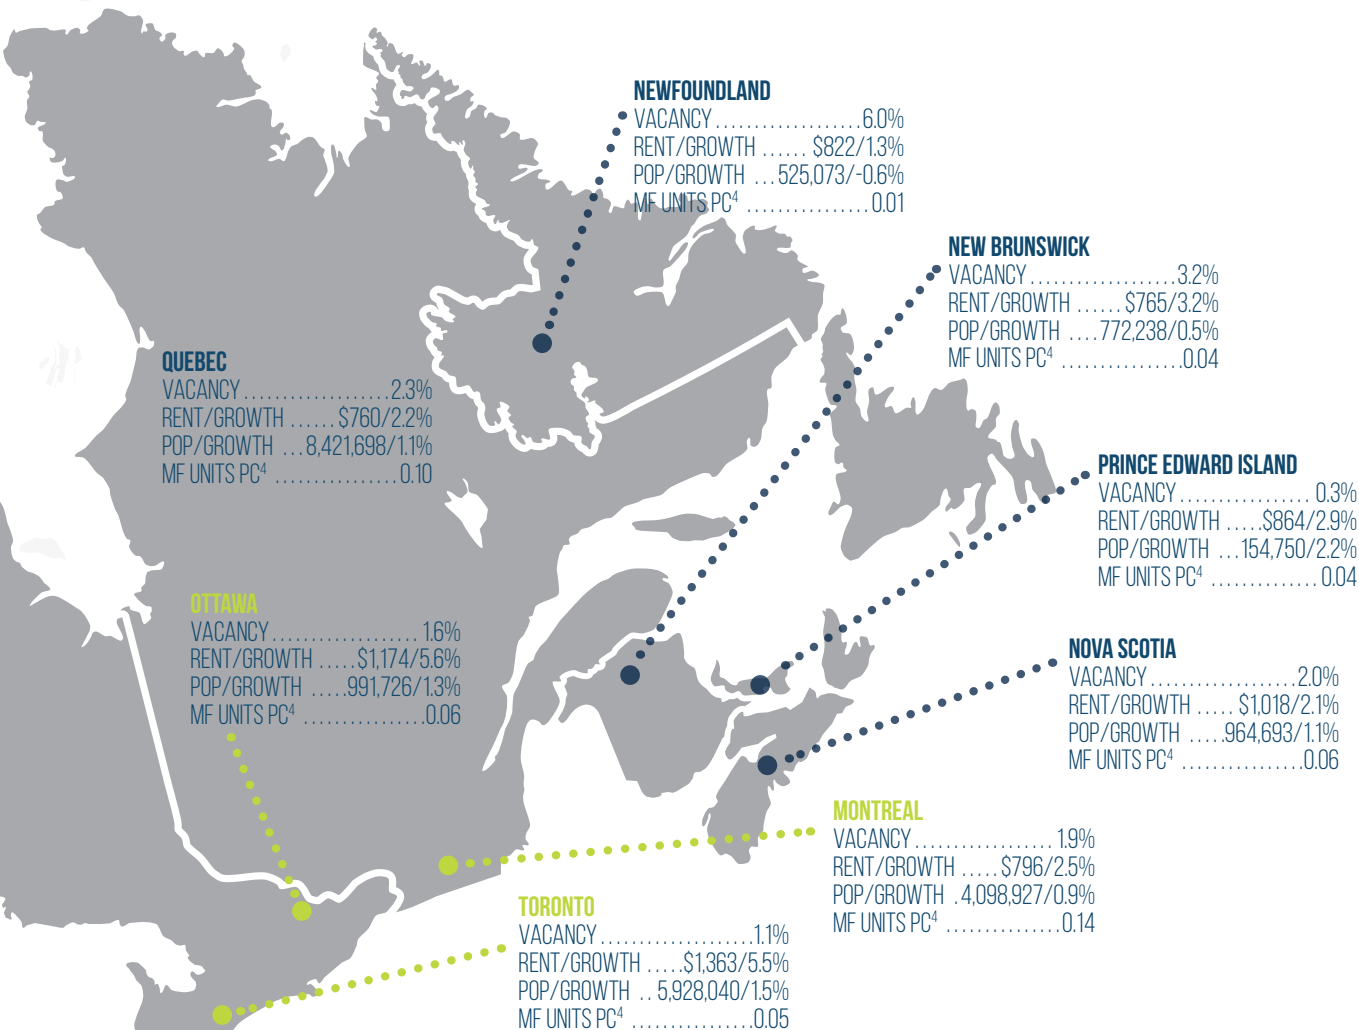 NEWFOUNDLAND
VACANCY...................6.0%
RENT/GROWTH ...... $822/1.3%
POP/GROWTH ...525,073/-0.6%
MF UNITS PC⁴ ................0.01
NEW BRUNSWICK
VACANCY...................3.2%
RENT/GROWTH ......$765/3.2%
POP/GROWTH ....772,238/0.5%
MF UNITS PC⁴ ................0.04
QUEBEC
VACANCY...................2.3%
RENT/GROWTH ......$760/2.2%
POP/GROWTH ...8,421,698/1.1%
MF UNITS PC⁴ ................0.10
PRINCE EDWARD ISLAND
VACANCY................. 0.3%
RENT/GROWTH .....$864/2.9%
POP/GROWTH ...154,750/2.2%
MF UNITS PC⁴ ..............0.04
OTTAWA
VACANCY................... 1.6%
RENT/GROWTH .....$1,174/5.6%
POP/GROWTH .....991,726/1.3%
MF UNITS PC⁴ ................0.06
NOVA SCOTIA
VACANCY...................2.0%
RENT/GROWTH ..... $1,018/2.1%
POP/GROWTH .....964,693/1.1%
MF UNITS PC⁴ ................0.06
MONTREAL
VACANCY.................. 1.9%
RENT/GROWTH .....$796/2.5%
POP/GROWTH .4,098,927/0.9%
MF UNITS PC⁴ ...............0.14
TORONTO
VACANCY....................1.1%
RENT/GROWTH .....$1,363/5.5%
POP/GROWTH .. 5,928,040/1.5%
MF UNITS PC⁴ ................0.05